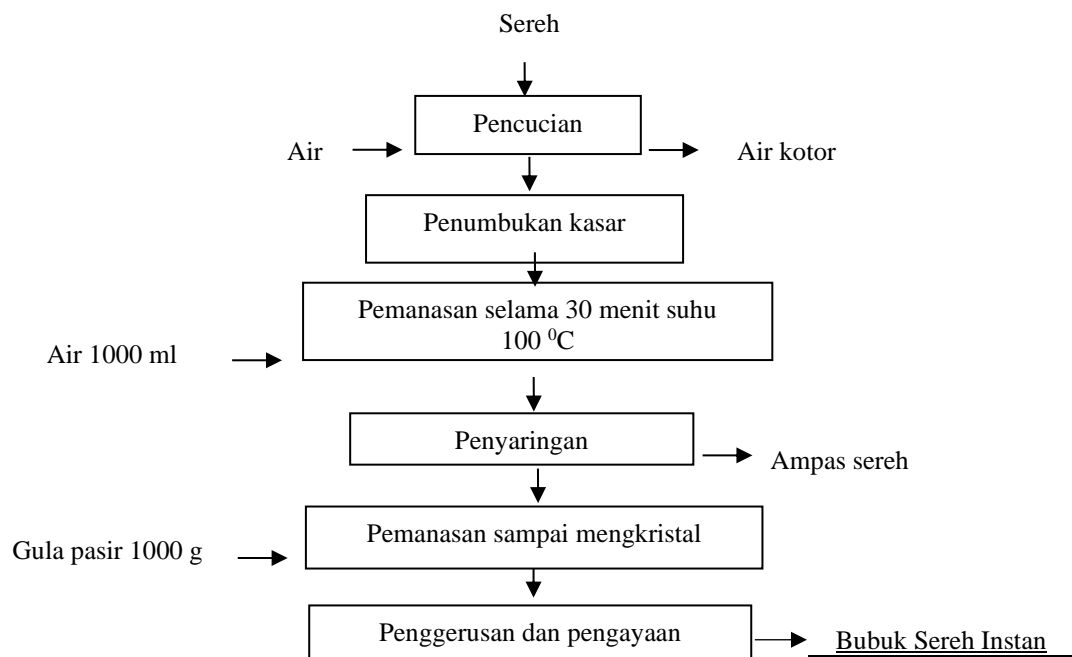 Sereh
Pencucian
Air
Air kotor
Penumbukan kasar
Pemanasan selama 30 menit suhu
100 ⁰C
Air 1000 ml
Penyaringan
Ampas sereh
Pemanasan sampai mengkristal
Gula pasir 1000 g
Penggerusan dan pengayaan
Bubuk Sereh Instan